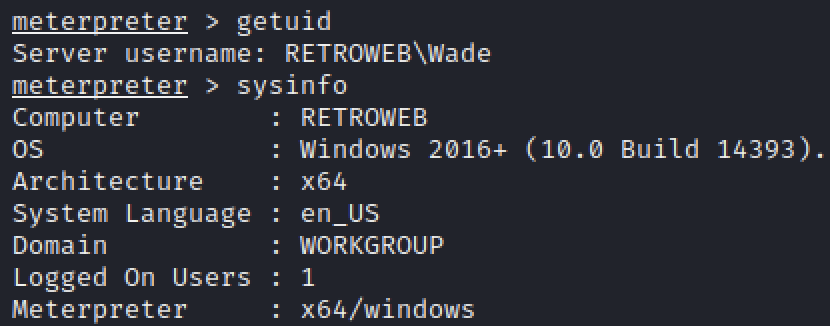 meterpreter > getuid
Server username: RETROWEB\Wade
meterpreter > sysinfo
Computer        : RETROWEB
OS              : Windows 2016+ (10.0 Build 14393).
Architecture    : x64
System Language : en_US
Domain          : WORKGROUP
Logged On Users : 1
Meterpreter     : x64/windows